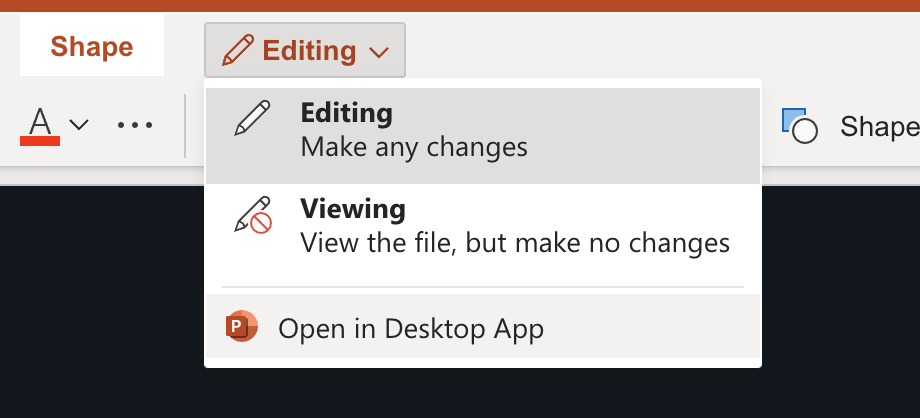 Shape
Editing
A
Editing
Make any changes
Shape
Viewing
View the file, but make no changes
P
Open in Desktop App